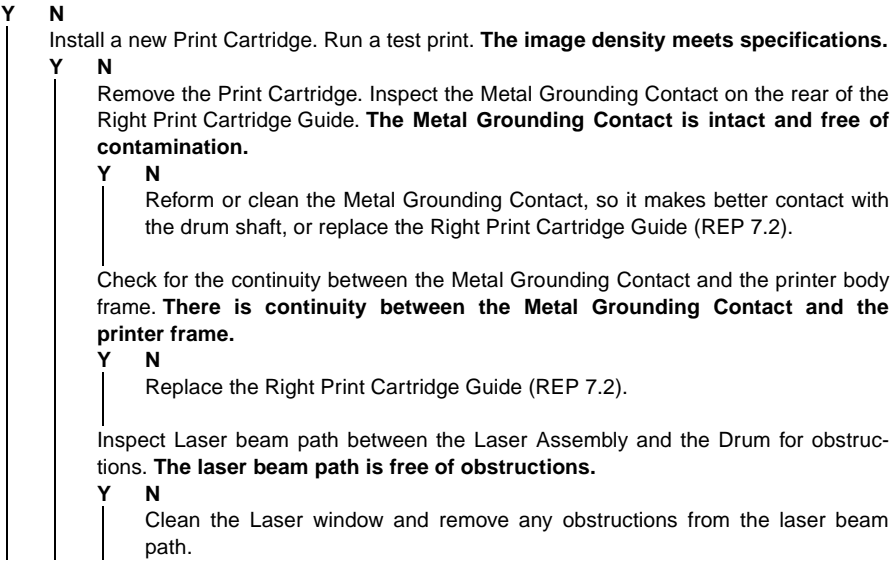 Y N
Install a new Print Cartridge. Run a test print. The image density meets specifications.
Y N
Remove the Print Cartridge. Inspect the Metal Grounding Contact on the rear of the
Right Print Cartridge Guide. The Metal Grounding Contact is intact and free of
contamination.
Y N
Reform or clean the Metal Grounding Contact, so it makes better contact with
the drum shaft, or replace the Right Print Cartridge Guide (REP 7.2).
Check for the continuity between the Metal Grounding Contact and the printer body
frame. There is continuity between the Metal Grounding Contact and the
printer frame.
Y N
Replace the Right Print Cartridge Guide (REP 7.2).
Inspect Laser beam path between the Laser Assembly and the Drum for obstruc-
tions. The laser beam path is free of obstructions.
Y N
Clean the Laser window and remove any obstructions from the laser beam
path.